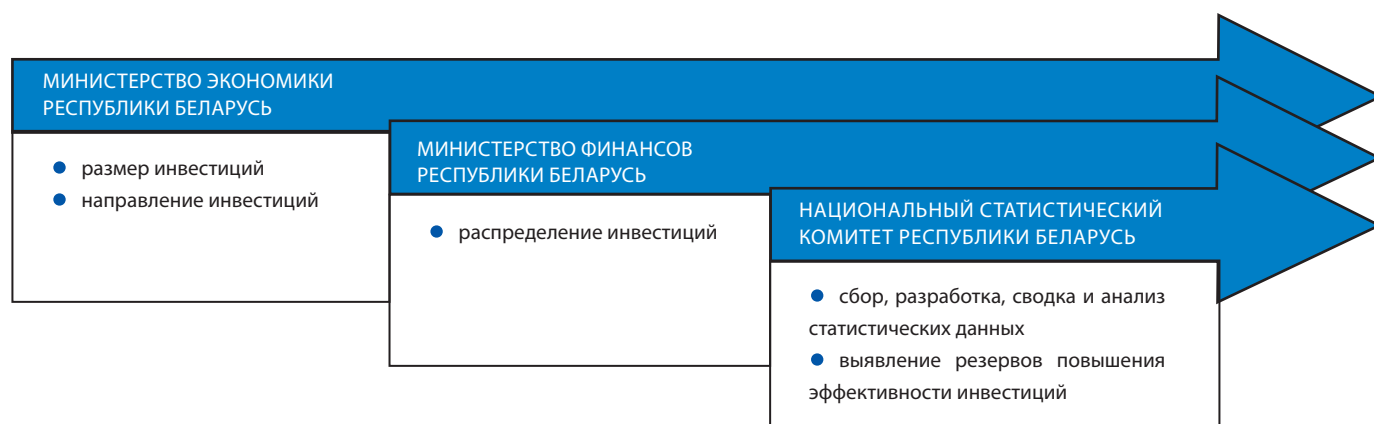 МИНИСТЕРСТВО ЭКОНОМИКИ
РЕСПУБЛИКИ БЕЛАРУСЬ
● размер инвестиций
● направление инвестиций
МИНИСТЕРСТВО ФИНАНСОВ
РЕСПУБЛИКИ БЕЛАРУСЬ
● распределение инвестиций
НАЦИОНАЛЬНЫЙ СТАТИСТИЧЕСКИЙ
КОМИТЕТ РЕСПУБЛИКИ БЕЛАРУСЬ
● сбор, разработка, сводка и анализ
статистических данных
● выявление резервов повышения
эффективности инвестиций